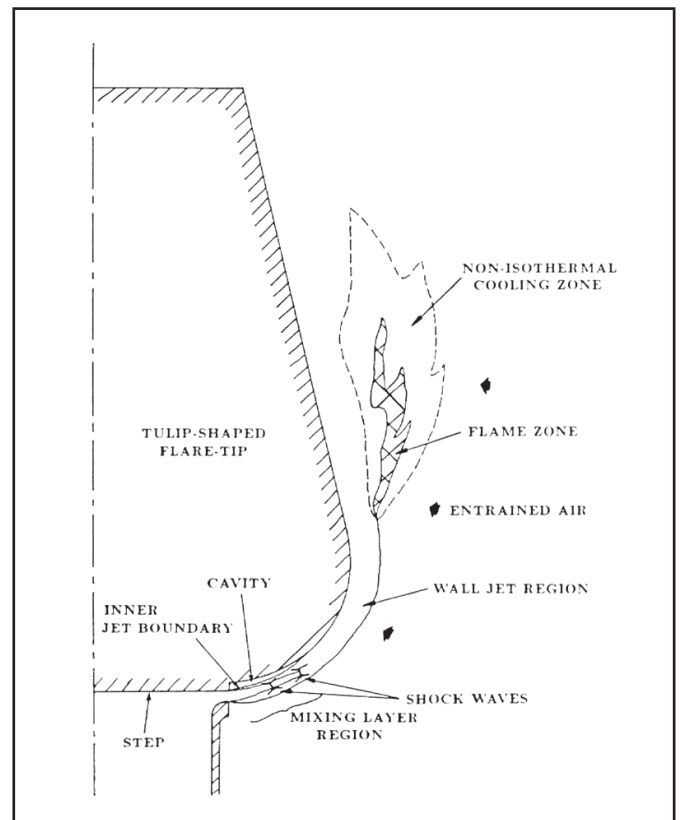 NON-ISOTHERMAL
COOLING ZONE
TULIP-SHAPED
FLARE-TIP
FLAME ZONE
ENTRAINED AIR
CAVITY
WALL JET REGION
INNER
JET BOUNDARY
SHOCK WAVES
MIXING LAYER
REGION
STEP